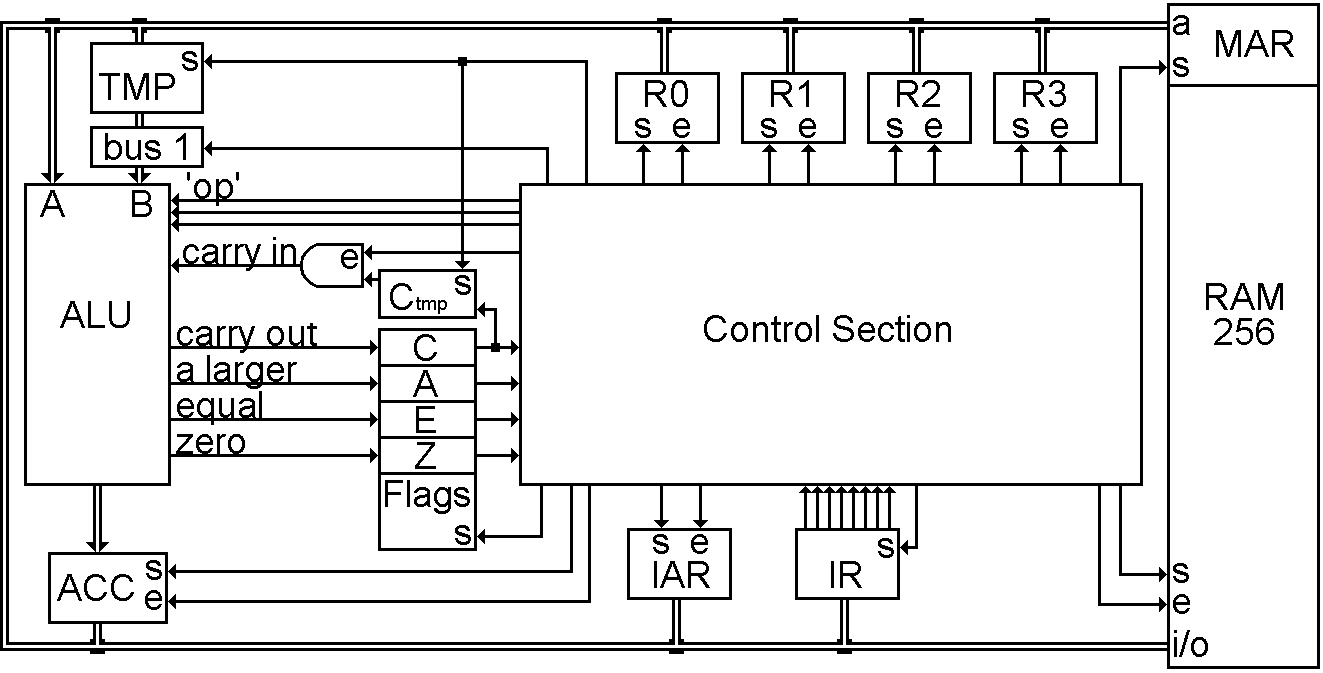 a
MAR
s
TMP
s
R0
s e
R1
s e
R2
s e
R3
s e
bus 1
'op'
A
B
carry in
e
ALU
Ctmp
s
carry out
a larger
equal
zero
C
A
E
Z
Flags
s
Control Section
RAM
256
ACC
s
e
s e
IAR
s
IR
s
e
i/o